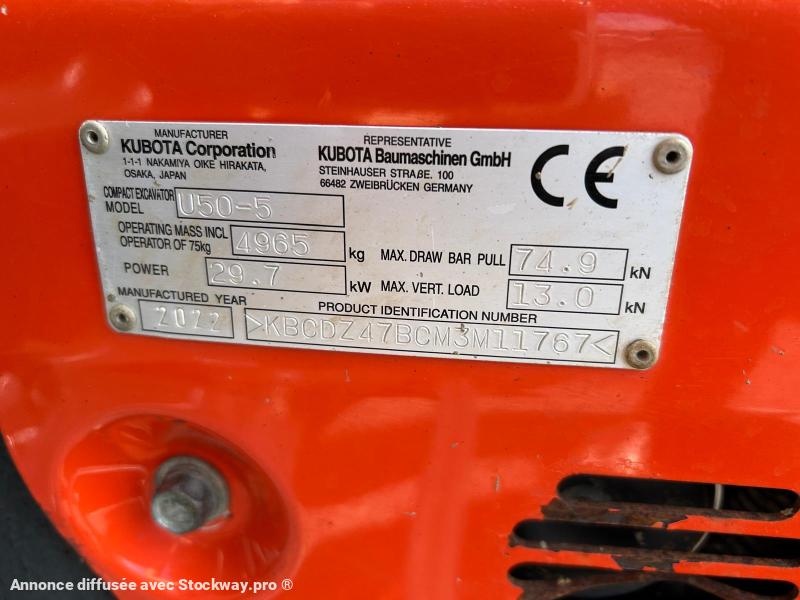 MANUFACTURER
KUBOTA Corporation
1-1-1 NAKAMIYA OIKE HIRAKATA,
OSAKA, JAPAN
REPRESENTATIVE
KUBOTA Baumaschinen GmbH
STEINHAUSER STRAßE. 100
66482 ZWEIBRÜCKEN GERMANY
CE
COMPACT EXCAVATOR
MODEL U50-5
OPERATING MASS INCL
OPERATOR OF 75kg 4965 kg
MAX. DRAW BAR PULL 74.9 kN
POWER 29.7 kW
MAX. VERT. LOAD 13.0 kN
MANUFACTURED YEAR
2022
PRODUCT IDENTIFICATION NUMBER
>KBCDZ47BCM3M11767<
Annonce diffusée avec Stockway.pro ®